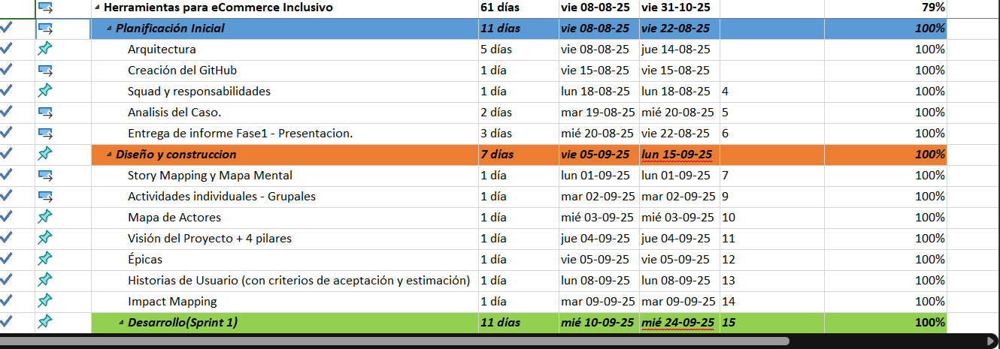 Herramientas para eCommerce Inclusivo 61 días vie 08-08-25 vie 31-10-25 79%
Planificación Inicial 11 días vie 08-08-25 vie 22-08-25 100%
Arquitectura 5 días vie 08-08-25 jue 14-08-25 100%
Creación del GitHub 1 día vie 15-08-25 vie 15-08-25 100%
Squad y responsabilidades 1 día lun 18-08-25 lun 18-08-25 4 100%
Analisis del Caso. 2 días mar 19-08-25 mié 20-08-25 5 100%
Entrega de informe Fase1 - Presentacion. 3 días mié 20-08-25 vie 22-08-25 6 100%
Diseño y construccion 7 días vie 05-09-25 lun 15-09-25 100%
Story Mapping y Mapa Mental 1 día lun 01-09-25 lun 01-09-25 7 100%
Actividades individuales - Grupales 1 día mar 02-09-25 mar 02-09-25 9 100%
Mapa de Actores 1 día mié 03-09-25 mié 03-09-25 10 100%
Visión del Proyecto + 4 pilares 1 día jue 04-09-25 jue 04-09-25 11 100%
Épicas 1 día vie 05-09-25 vie 05-09-25 12 100%
Historias de Usuario (con criterios de aceptación y estimación) 1 día lun 08-09-25 lun 08-09-25 13 100%
Impact Mapping 1 día mar 09-09-25 mar 09-09-25 14 100%
Desarrollo(Sprint 1) 11 días mié 10-09-25 mié 24-09-25 15 100%